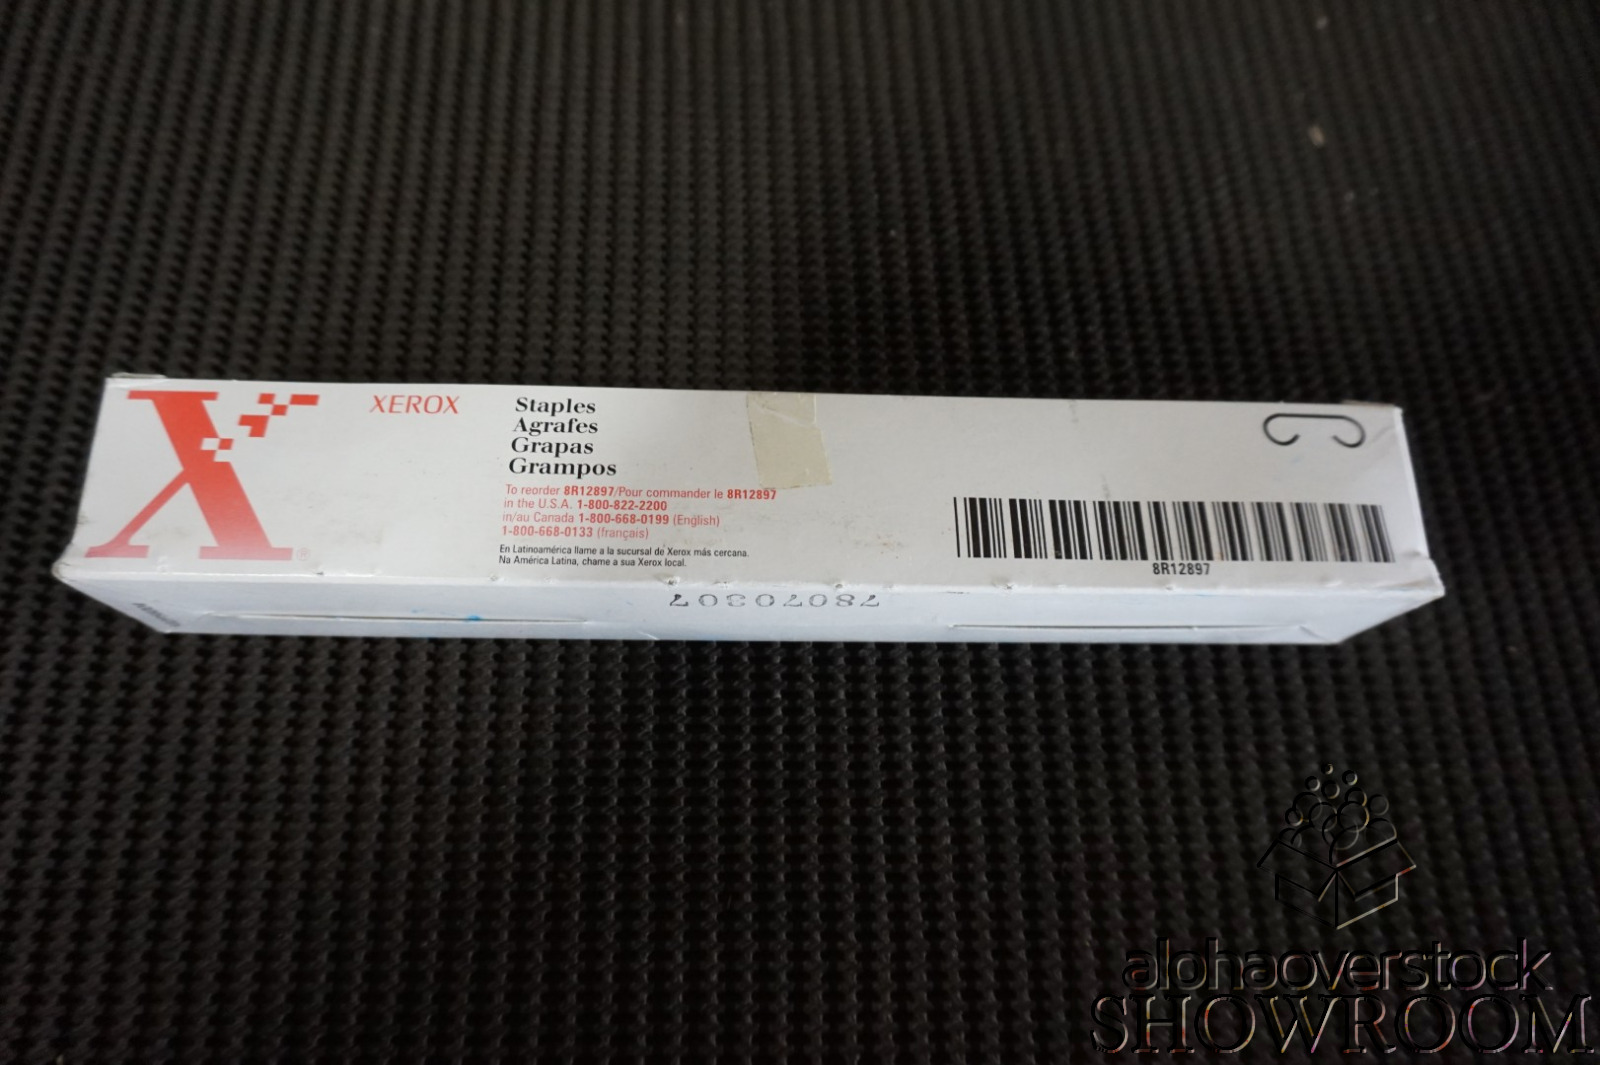 XEROX
Staples
Agrafes
Grapas
Grampos
To reorder 8R12897/Pour commander le 8R12897
in the U.S.A. 1-800-822-2200
in/au Canada 1-800-668-0199 (English)
1-800-668-0133 (français)
En Latinoamérica llame a la sucursal de Xerox más cercana.
Na América Latina, chame a sua Xerox local.
8R12897
78070307
alphaoverstock
SHOWROOM